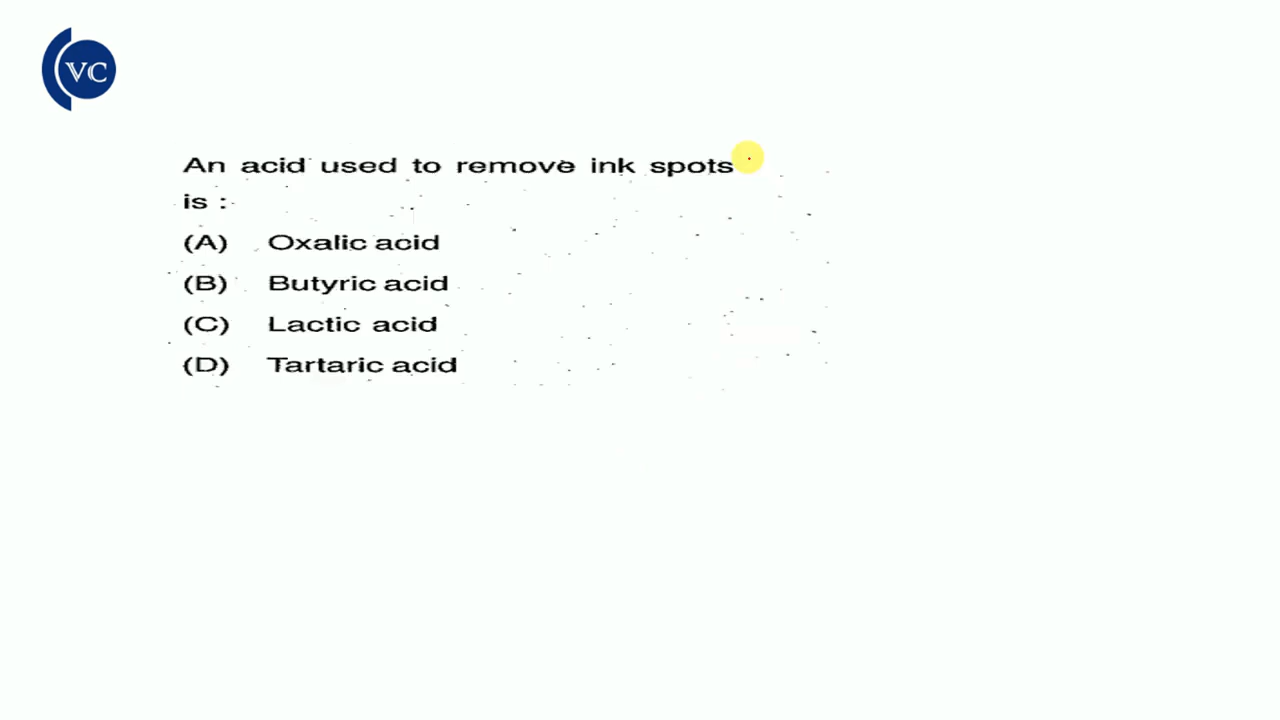 VC
An acid used to remove ink spots
is :
(A) Oxalic acid
(B) Butyric acid
(C) Lactic acid
(D) Tartaric acid